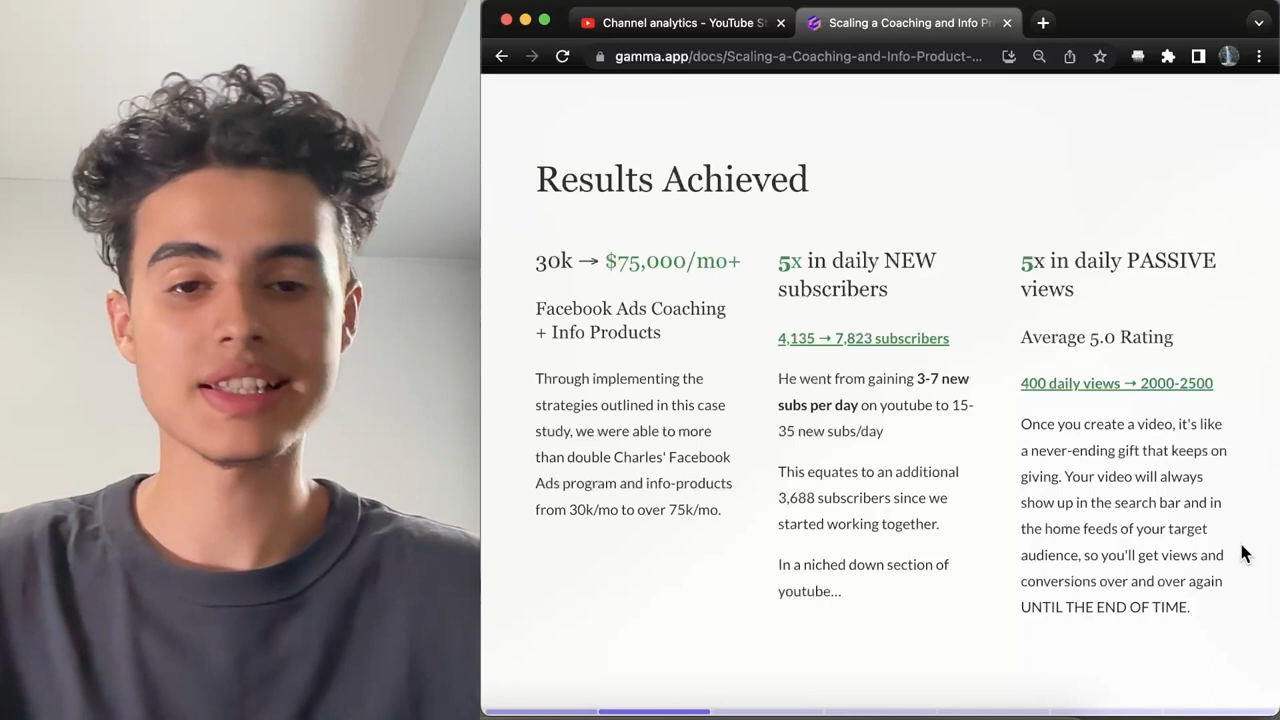 Channel analytics - YouTube St
Scaling a Coaching and Info Pr
gamma.app/docs/Scaling-a-Coaching-and-Info-Product-...
Results Achieved
30k → $75,000/mo+
Facebook Ads Coaching
+ Info Products
Through implementing the
strategies outlined in this case
study, we were able to more
than double Charles' Facebook
Ads program and info-products
from 30k/mo to over 75k/mo.
5x in daily NEW
subscribers
4,135 → 7,823 subscribers
He went from gaining 3-7 new
subs per day on youtube to 15-
35 new subs/day
This equates to an additional
3,688 subscribers since we
started working together.
In a niched down section of
youtube...
5x in daily PASSIVE
views
Average 5.0 Rating
400 daily views → 2000-2500
Once you create a video, it's like
a never-ending gift that keeps on
giving. Your video will always
show up in the search bar and in
the home feeds of your target
audience, so you'll get views and
conversions over and over again
UNTIL THE END OF TIME.